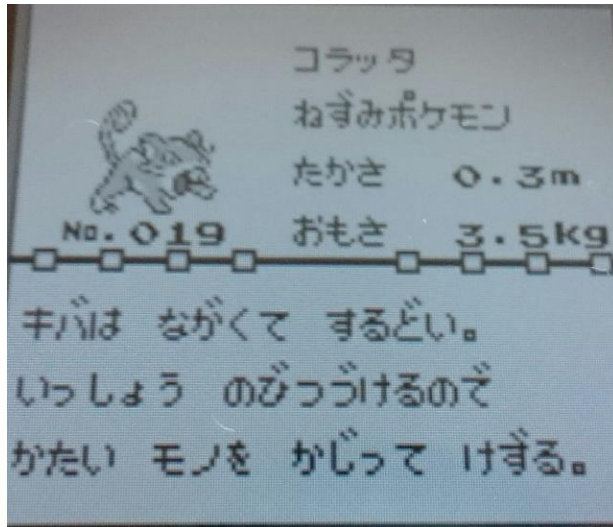 コラッタ
ねずみポケモン
たかさ 0.3m
No.019 おもさ 3.5kg
キバは ながくて するどい。
いっしょう のびつづけるので
かたい モノを かじって けずる。